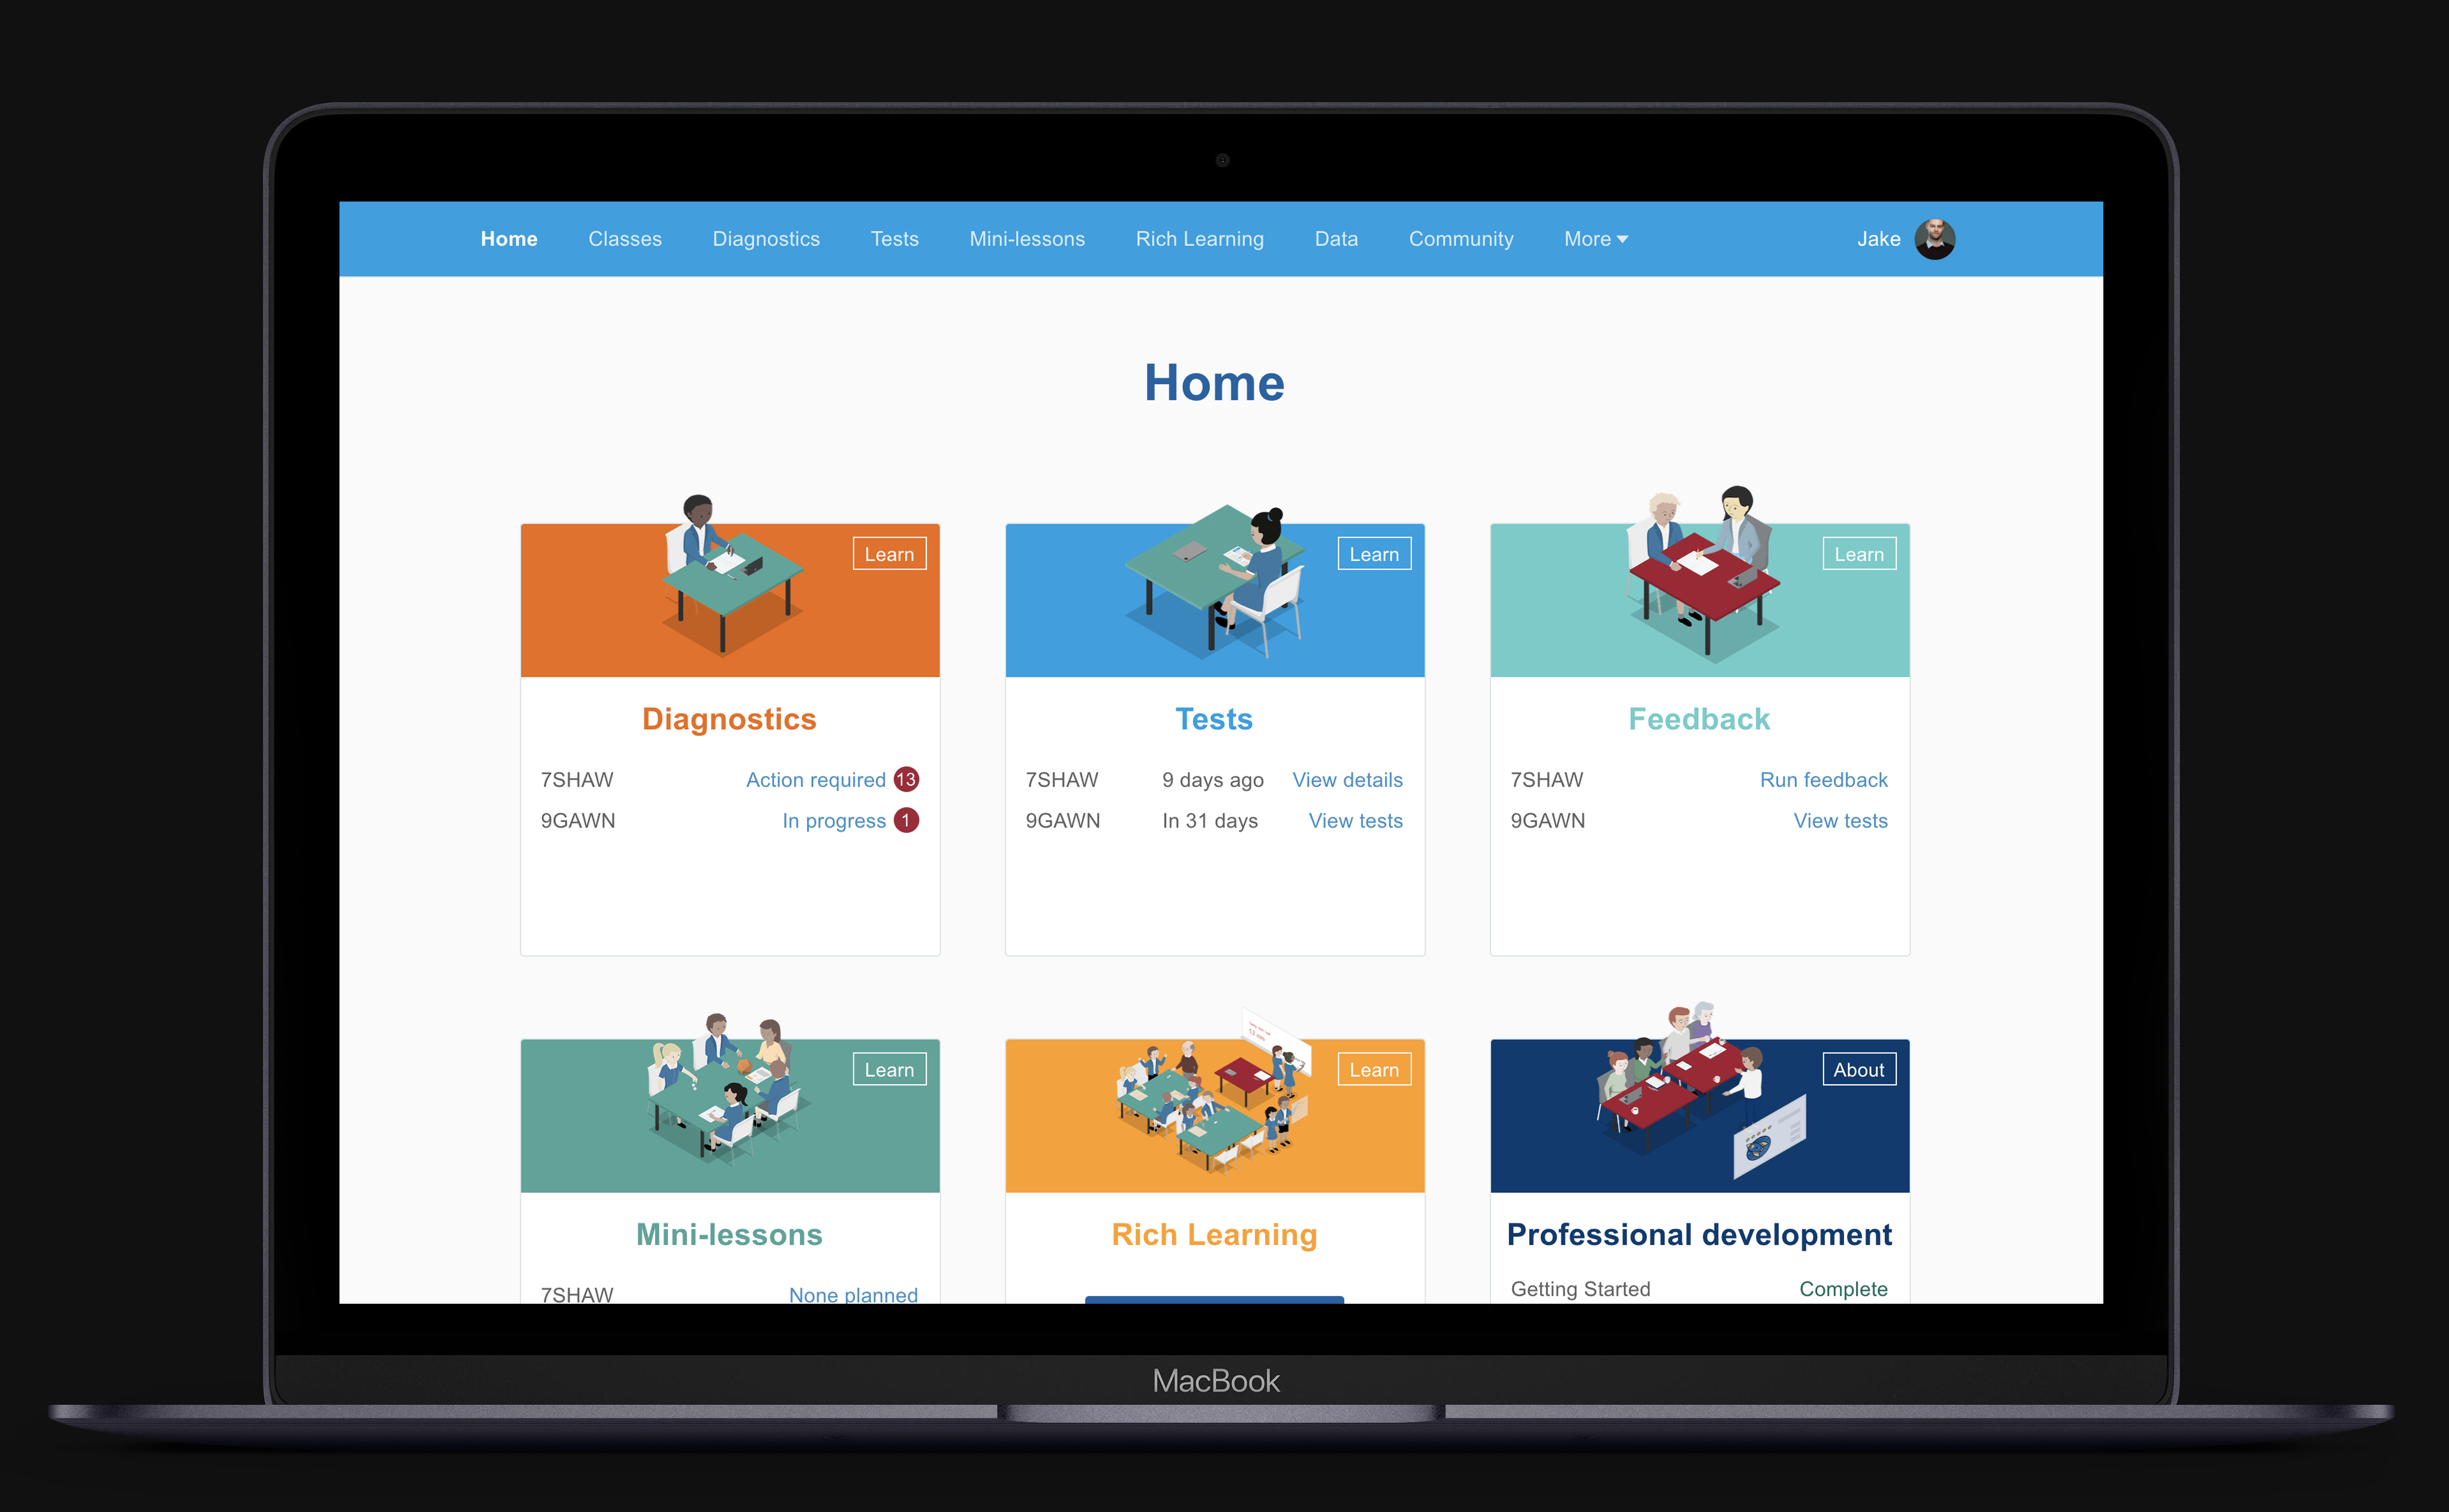 Home Classes Diagnostics Tests Mini-lessons Rich Learning Data Community More Jake
Home
Learn
Diagnostics
7SHAW Action required 13
9GAWN In progress 1
Learn
Tests
7SHAW 9 days ago View details
9GAWN In 31 days View tests
Learn
Feedback
7SHAW Run feedback
9GAWN View tests
Learn
Mini-lessons
7SHAW None planned
Learn
Rich Learning
About
Professional development
Getting Started Complete
MacBook